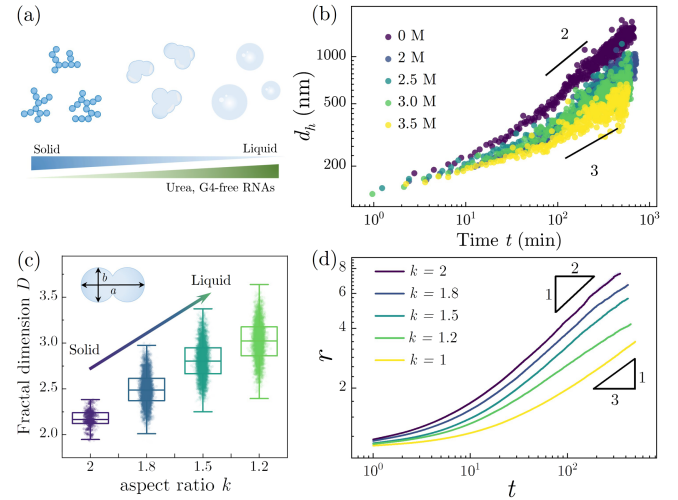 (a)
Solid
Liquid
Urea, G4-free RNAs
(b)
0 M
2 M
2.5 M
3.0 M
3.5 M
2
3
1000
500
200
d_h (nm)
10^0
10^1
10^2
10^3
Time t (min)
(c)
b
a
Liquid
Solid
3.5
3.0
2.5
2.0
Fractal dimension D
2
1.8
1.5
1.2
aspect ratio k
(d)
k = 2
k = 1.8
k = 1.5
k = 1.2
k = 1
2
1
1
3
8
6
4
2
r
10^0
10^1
10^2
t